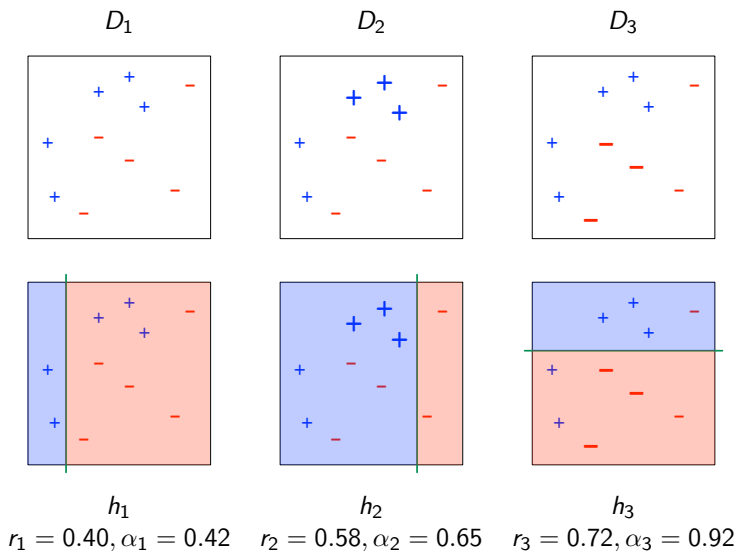 D₁ D₂ D₃
h₁ h₂ h₃
r₁ = 0.40, α₁ = 0.42 r₂ = 0.58, α₂ = 0.65 r₃ = 0.72, α₃ = 0.92